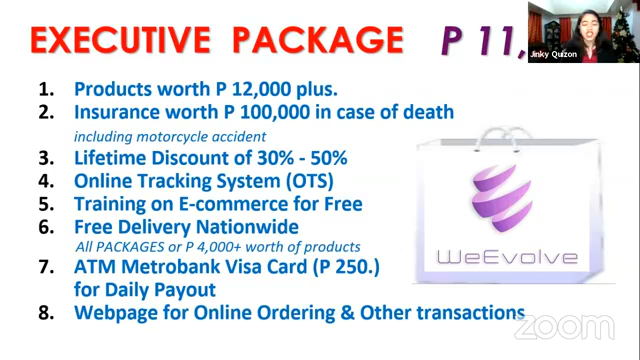 EXECUTIVE PACKAGE P 11,
Jinky Quizon
1. Products worth P 12,000 plus.
2. Insurance worth P 100,000 in case of death
including motorcycle accident
3. Lifetime Discount of 30% - 50%
4. Online Tracking System (OTS)
5. Training on E-commerce for Free
6. Free Delivery Nationwide
All PACKAGES or P 4,000+ worth of products
7. ATM Metrobank Visa Card (P 250.)
for Daily Payout
8. Webpage for Online Ordering & Other transactions
WeEvolve
zoom